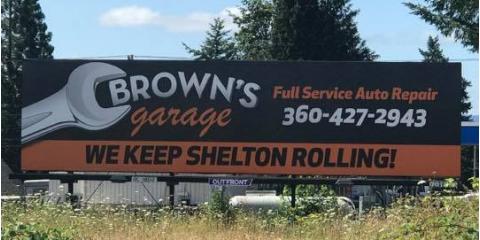 BROWN'S
garage
Full Service Auto Repair
360-427-2943
WE KEEP SHELTON ROLLING!
OUTFRONT